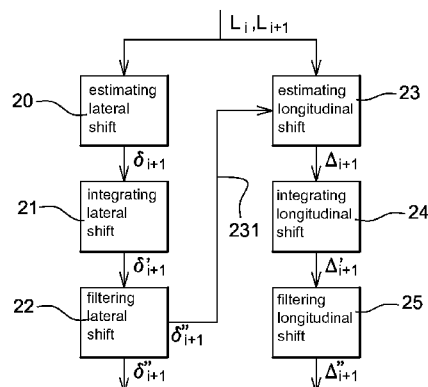 L i , L i+1
20
estimating
lateral
shift
23
estimating
longitudinal
shift
δ i+1
Δ i+1
21
integrating
lateral
shift
231
24
integrating
longitudinal
shift
δ' i+1
Δ' i+1
22
filtering
lateral
shift
δ'' i+1
25
filtering
longitudinal
shift
δ'' i+1
Δ'' i+1